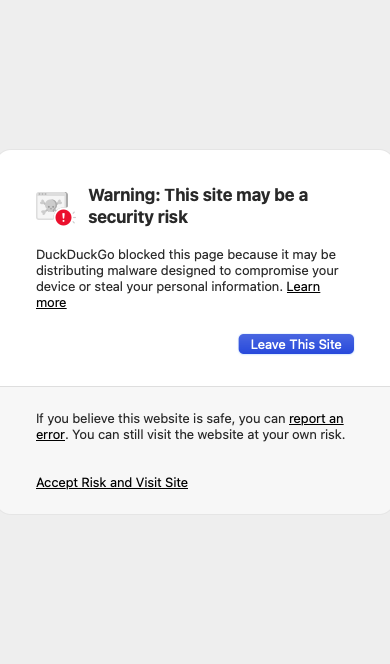 Warning: This site may be a
security risk
DuckDuckGo blocked this page because it may be
distributing malware designed to compromise your
device or steal your personal information. Learn
more
Leave This Site
If you believe this website is safe, you can report an
error. You can still visit the website at your own risk.
Accept Risk and Visit Site